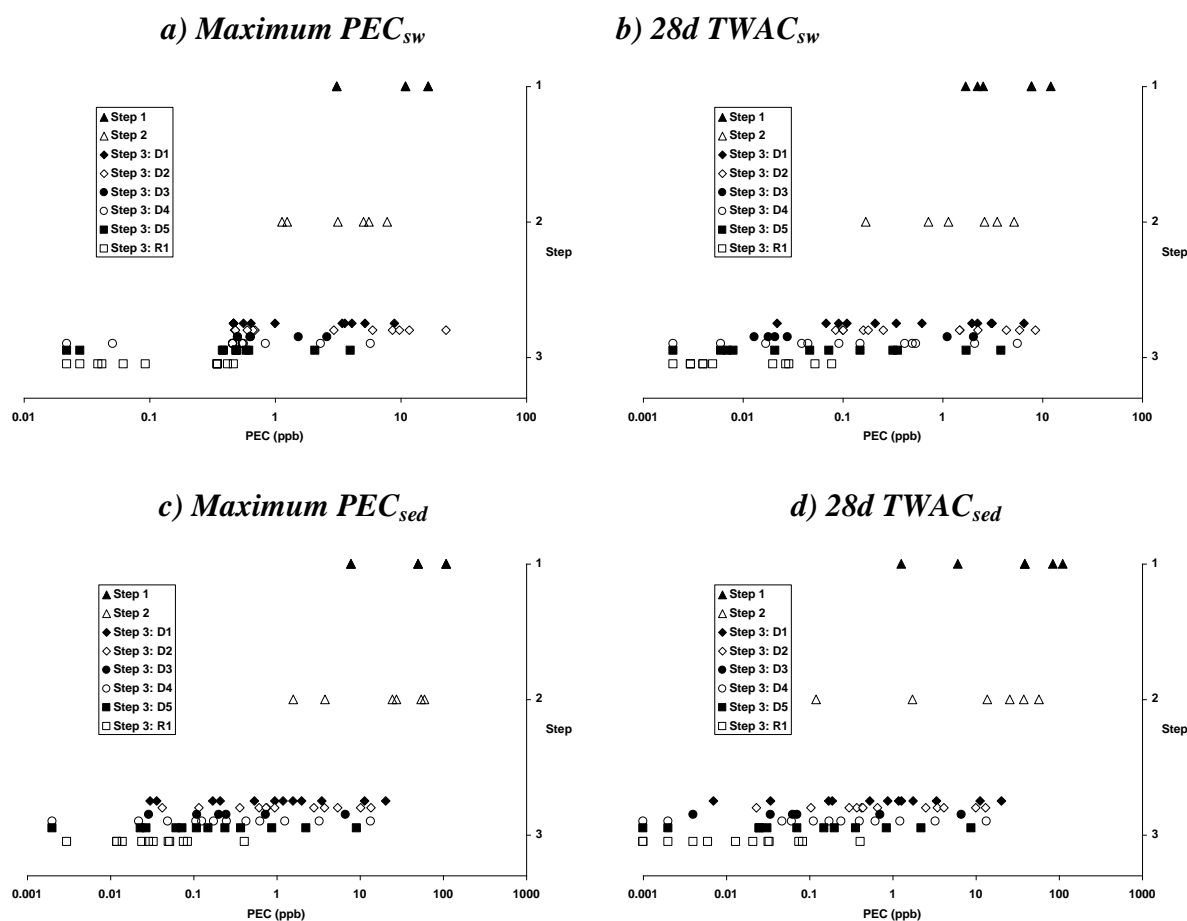 a) Maximum PECsw
1
Step 1
Step 2
Step 3: D1
Step 3: D2
Step 3: D3
Step 3: D4
Step 3: D5
Step 3: R1
2
Step
3
0.01 0.1 1 10 100
PEC (ppb)
b) 28d TWACsw
1
Step 1
Step 2
Step 3: D1
Step 3: D2
Step 3: D3
Step 3: D4
Step 3: D5
Step 3: R1
2
Step
3
0.001 0.01 0.1 1 10 100
PEC (ppb)
c) Maximum PECsed
1
Step 1
Step 2
Step 3: D1
Step 3: D2
Step 3: D3
Step 3: D4
Step 3: D5
Step 3: R1
2
Step
3
0.001 0.01 0.1 1 10 100 1000
PEC (ppb)
d) 28d TWACsed
1
Step 1
Step 2
Step 3: D1
Step 3: D2
Step 3: D3
Step 3: D4
Step 3: D5
Step 3: R1
2
Step
3
0.001 0.01 0.1 1 10 100 1000
PEC (ppb)